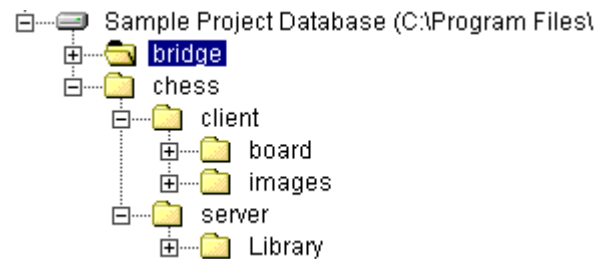 Sample Project Database (C:\Program Files\
bridge
chess
client
board
images
server
Library